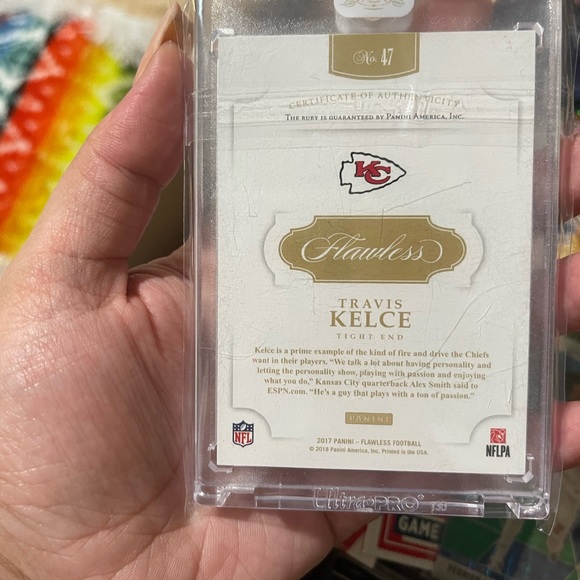 No. 47
CERTIFICATE OF AUTHENTICITY
THE RUBY IS GUARANTEED BY PANINI AMERICA, INC.
KC
Flawless
TRAVIS
KELCE
TIGHT END
Kelce is a prime example of the kind of fire and drive the Chiefs
want in their players. “We talk a lot about having personality and
letting the personality show, playing with passion and enjoying
what you do,” Kansas City quarterback Alex Smith said to
ESPN.com. “He's a guy that plays with a ton of passion.”
PANINI
NFL
2017 PANINI – FLAWLESS FOOTBALL
© 2018 Panini America, Inc. Printed in the USA.
NFLPA
Ultra·PRO®
GAME